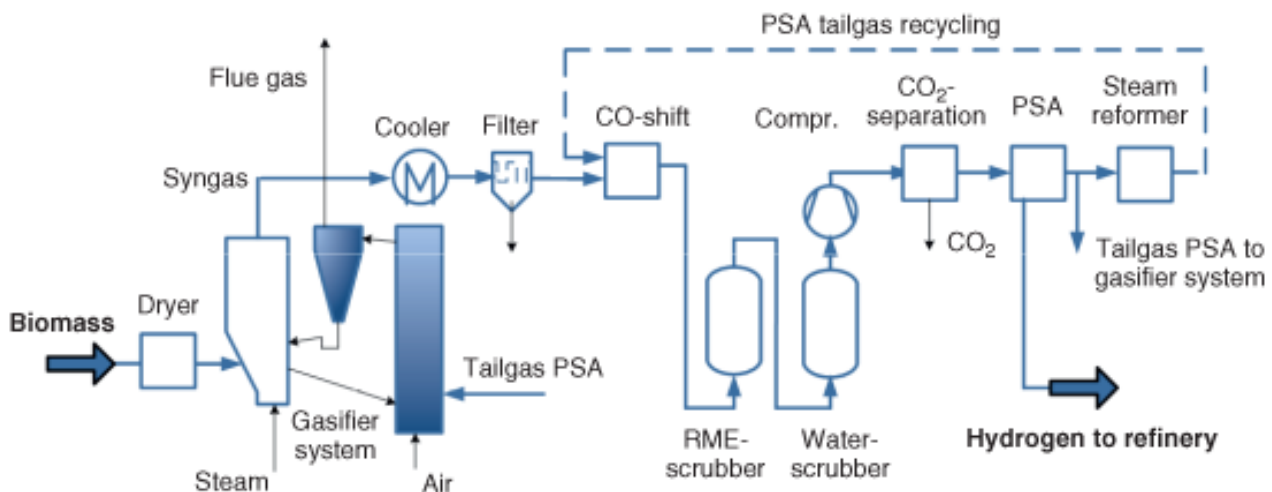 PSA tailgas recycling
Flue gas
Cooler
Filter
CO-shift
Compr.
CO₂-
separation
PSA
Steam
reformer
Syngas
CO₂
Tailgas PSA to
gasifier system
Biomass
Dryer
Tailgas PSA
Gasifier
system
Steam
Air
RME-
scrubber
Water-
scrubber
Hydrogen to refinery